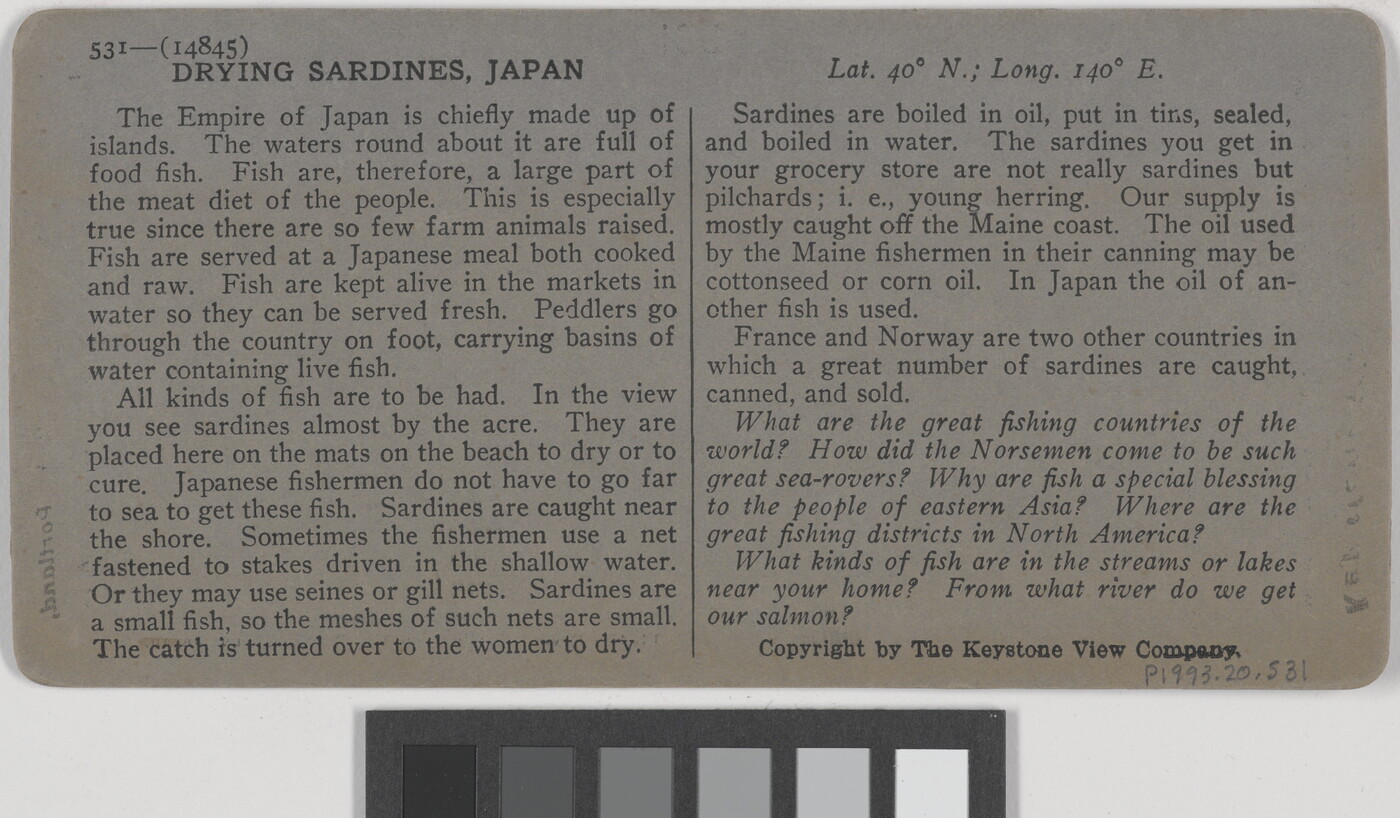 531—(14845)
DRYING SARDINES, JAPAN
Lat. 40° N.; Long. 140° E.
The Empire of Japan is chiefly made up of
islands. The waters round about it are full of
food fish. Fish are, therefore, a large part of
the meat diet of the people. This is especially
true since there are so few farm animals raised.
Fish are served at a Japanese meal both cooked
and raw. Fish are kept alive in the markets in
water so they can be served fresh. Peddlers go
through the country on foot, carrying basins of
water containing live fish.
All kinds of fish are to be had. In the view
you see sardines almost by the acre. They are
placed here on the mats on the beach to dry or to
cure. Japanese fishermen do not have to go far
to sea to get these fish. Sardines are caught near
the shore. Sometimes the fishermen use a net
fastened to stakes driven in the shallow water.
Or they may use seines or gill nets. Sardines are
a small fish, so the meshes of such nets are small.
The catch is turned over to the women to dry.
Sardines are boiled in oil, put in tins, sealed,
and boiled in water. The sardines you get in
your grocery store are not really sardines but
pilchards; i. e., young herring. Our supply is
mostly caught off the Maine coast. The oil used
by the Maine fishermen in their canning may be
cottonseed or corn oil. In Japan the oil of an-
other fish is used.
France and Norway are two other countries in
which a great number of sardines are caught,
canned, and sold.
What are the great fishing countries of the
world? How did the Norsemen come to be such
great sea-rovers? Why are fish a special blessing
to the people of eastern Asia? Where are the
great fishing districts in North America?
What kinds of fish are in the streams or lakes
near your home? From what river do we get
our salmon?
Copyright by The Keystone View Company.
P1993.20.531
Portland,